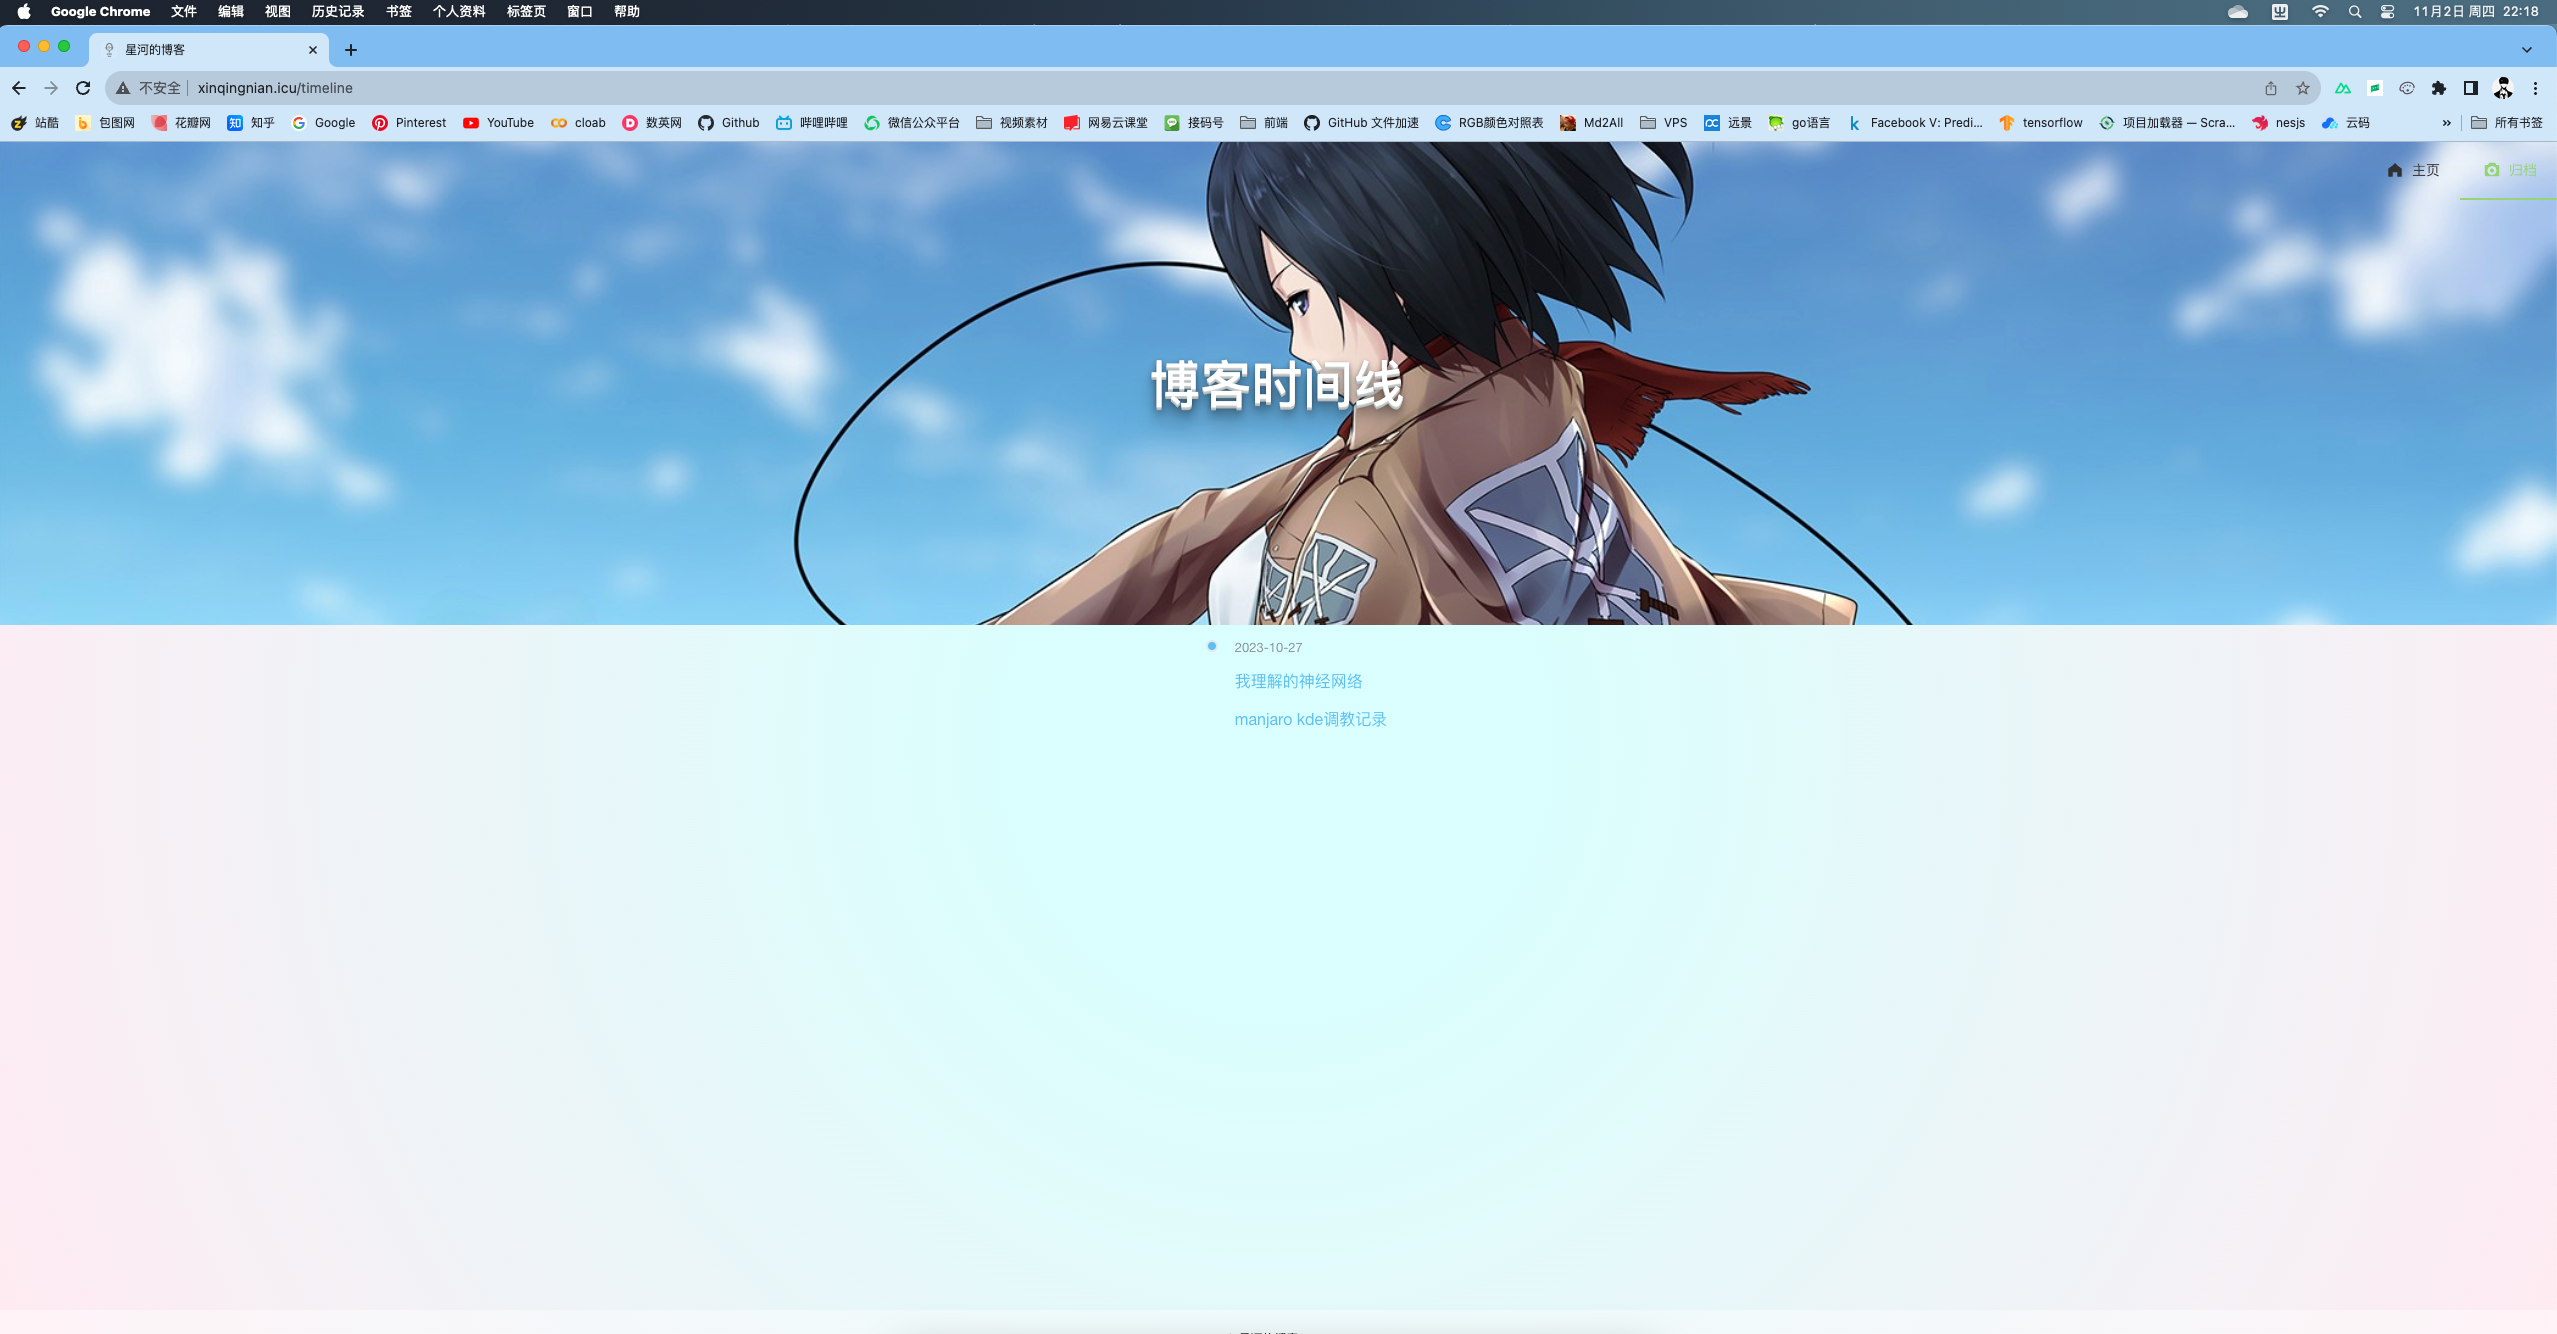 Google Chrome 文件 编辑 视图 历史记录 书签 个人资料 标签页 窗口 帮助 11月2日 周四 22:18
星河的博客
不安全 xinqingnian.icu/timeline
站酷 包图网 花瓣网 知乎 Google Pinterest YouTube cloab 数英网 Github 哔哩哔哩 微信公众平台 视频素材 网易云课堂 接码号 前端 GitHub 文件加速 RGB颜色对照表 Md2All VPS 远景 go语言 Facebook V: Predi... tensorflow 项目加载器 — Scra... nesjs 云码 » 所有书签
主页 归档
博客时间线
2023-10-27
我理解的神经网络
manjaro kde调教记录